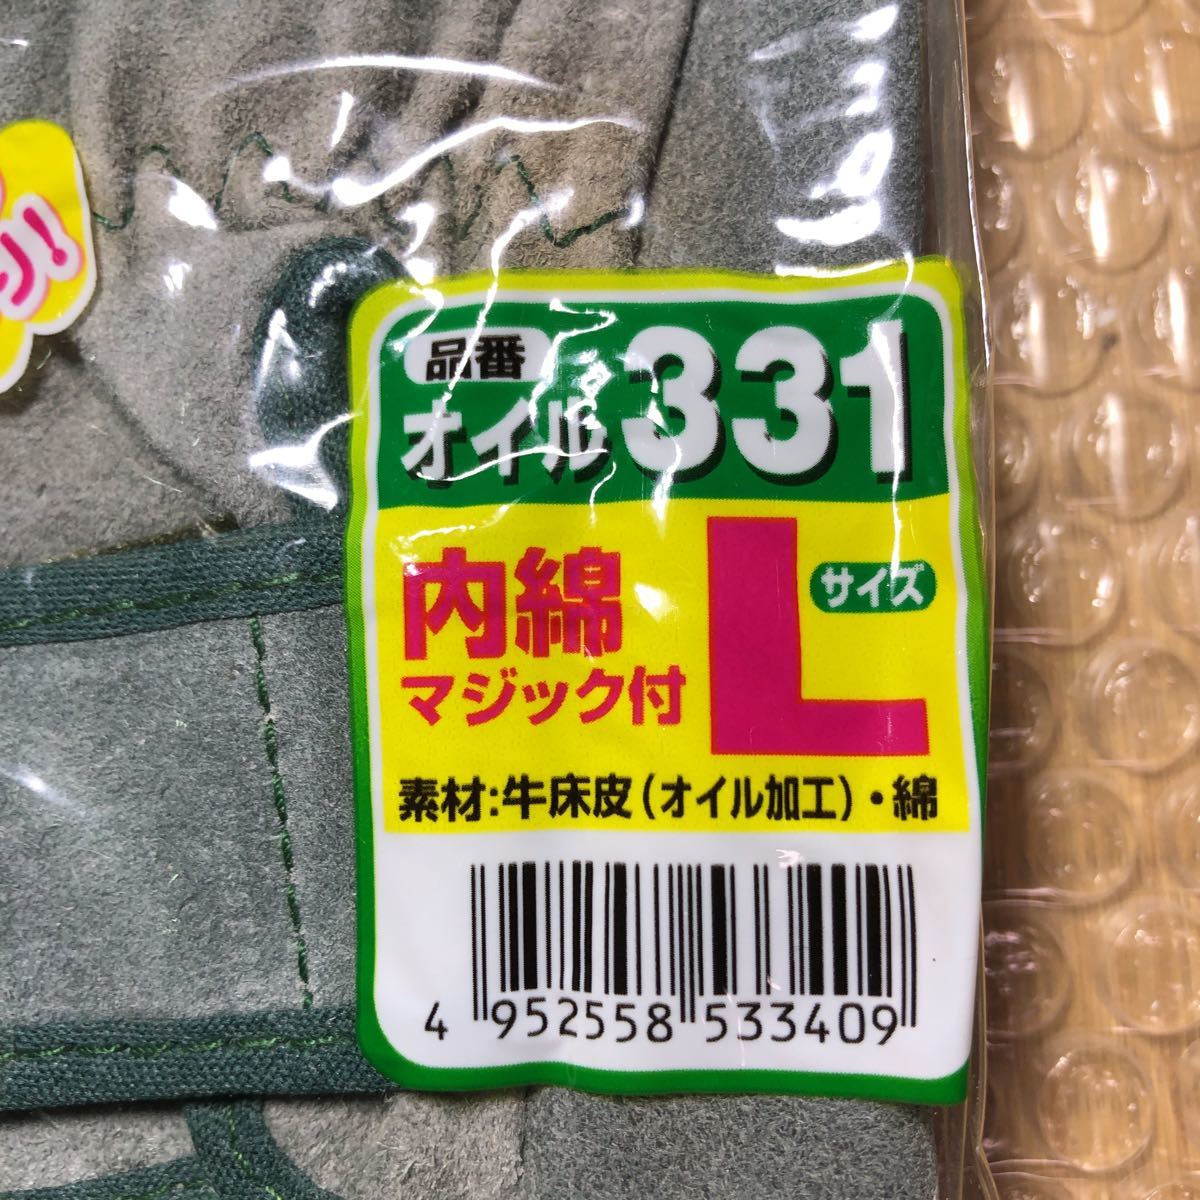 リ!
品番
オイル331
内綿
マジック付
L
サイズ
素材:牛床皮(オイル加工)・綿
4 952558 533409